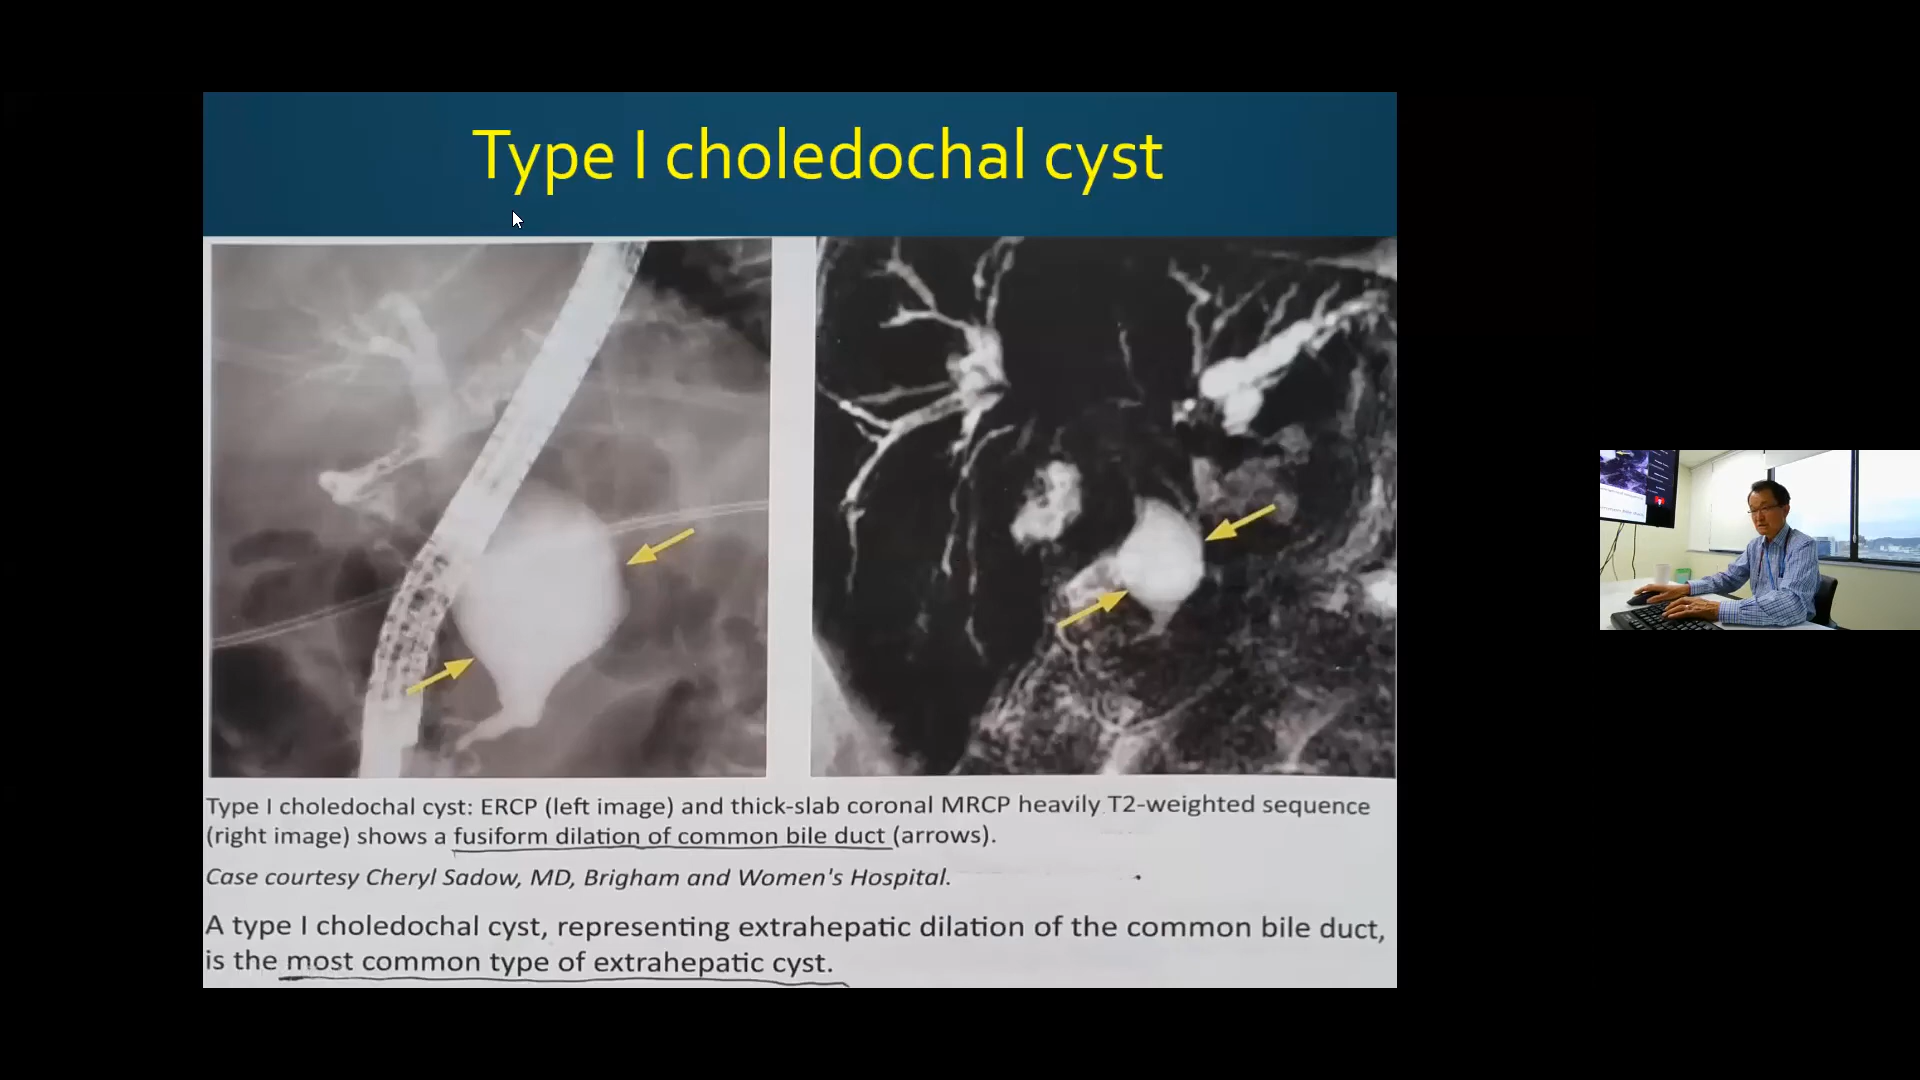 Type I choledochal cyst
Type I choledochal cyst: ERCP (left image) and thick-slab coronal MRCP heavily T2-weighted sequence
(right image) shows a fusiform dilation of common bile duct (arrows).
Case courtesy Cheryl Sadow, MD, Brigham and Women's Hospital.
A type I choledochal cyst, representing extrahepatic dilation of the common bile duct,
is the most common type of extrahepatic cyst.